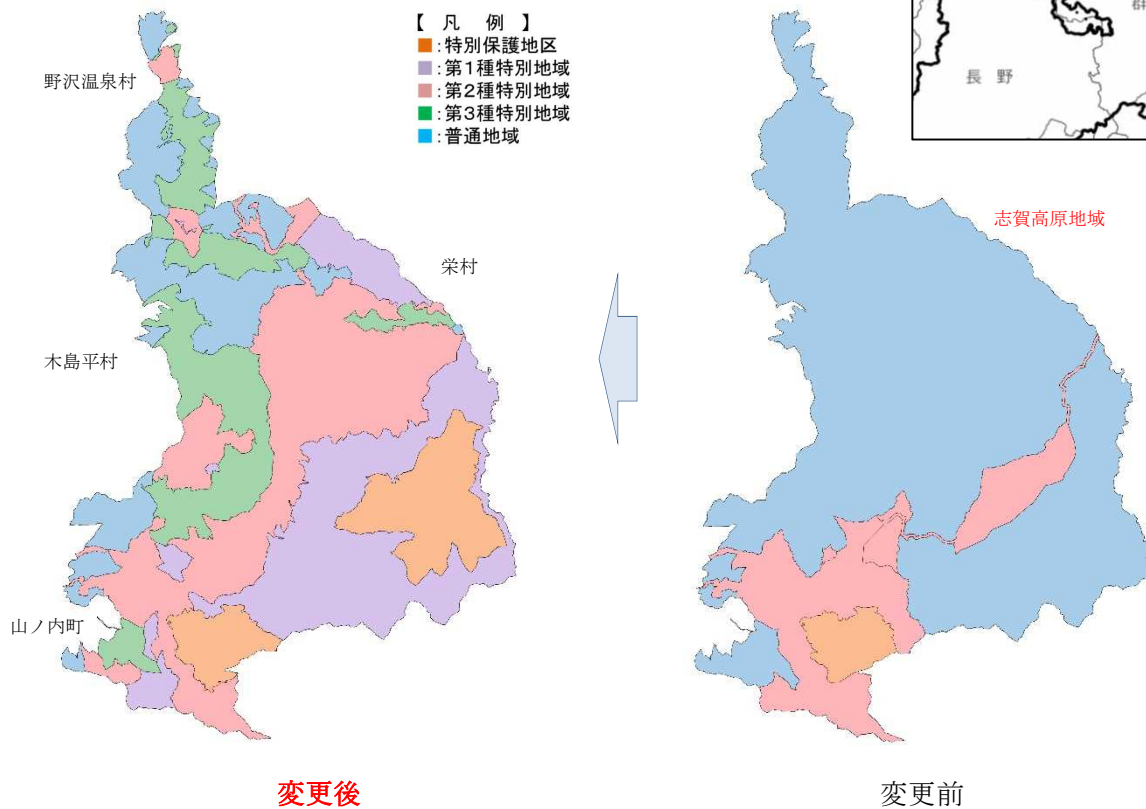 【 凡 例 】
:特別保護地区
:第1種特別地域
:第2種特別地域
:第3種特別地域
:普通地域
長 野
野沢温泉村
志賀高原地域
栄村
木島平村
山ノ内町
変更後
変更前